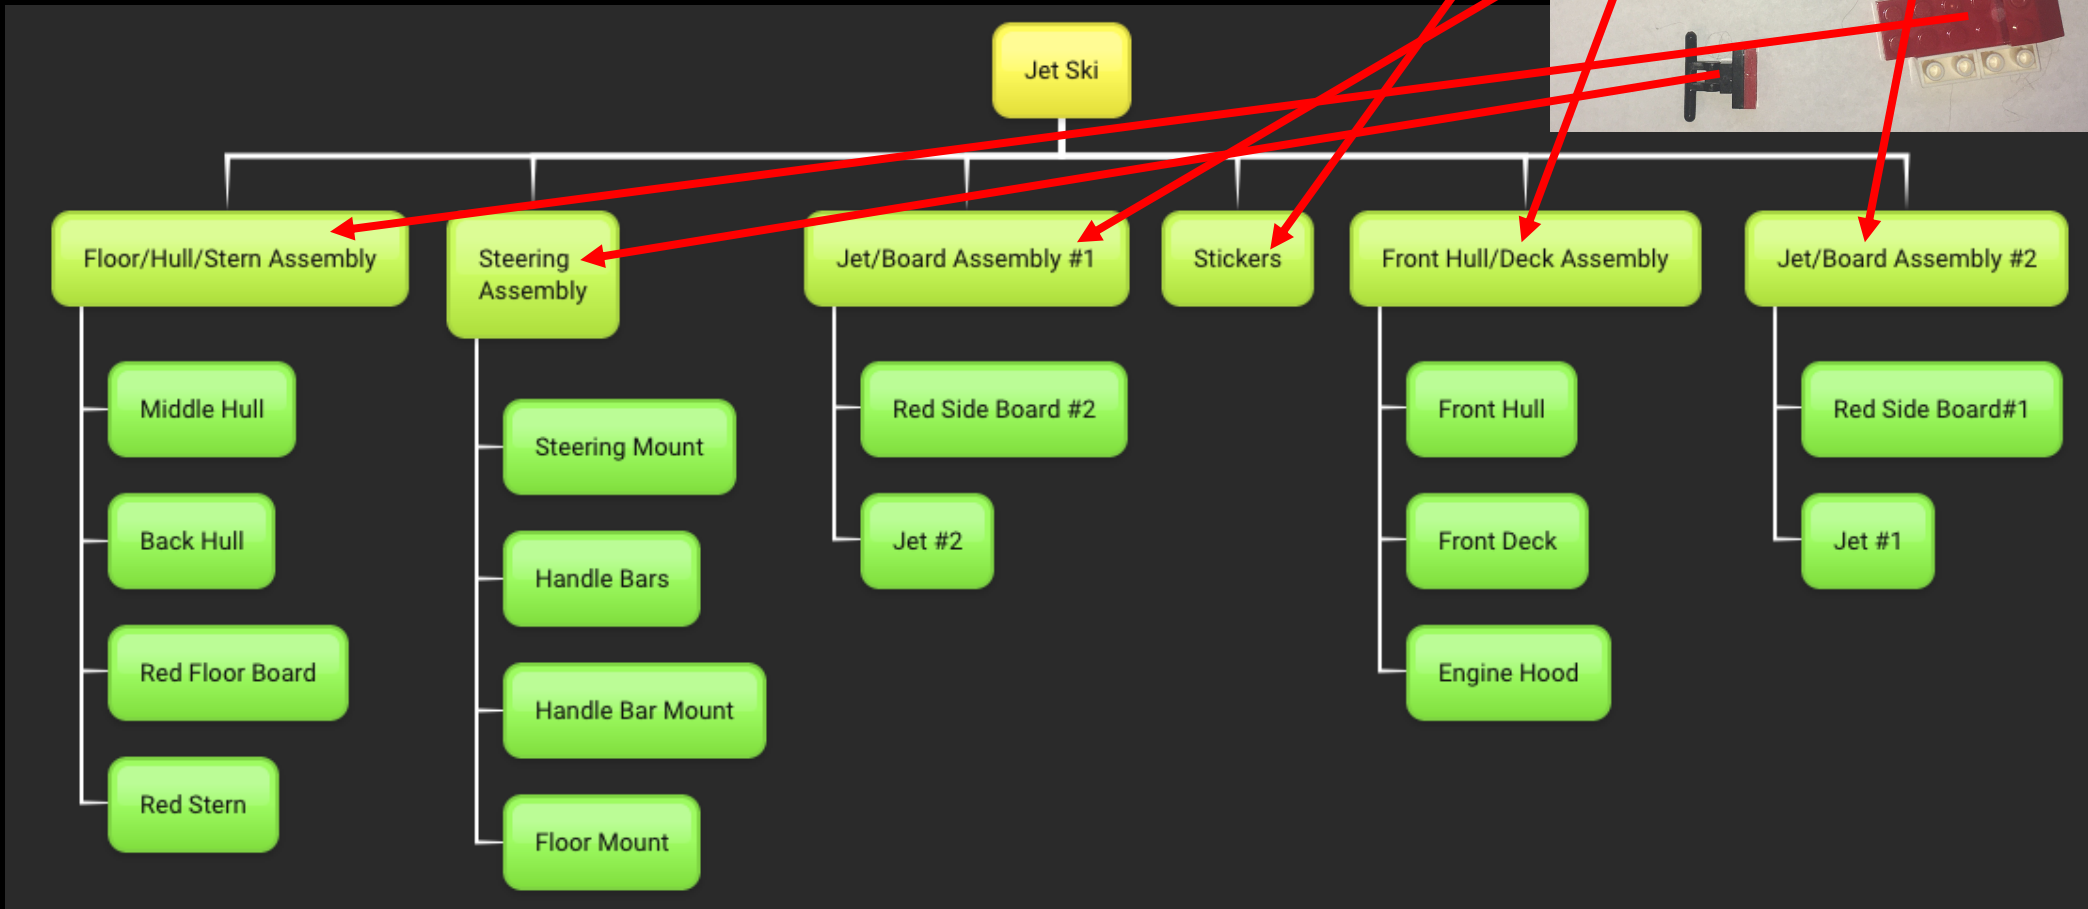 Jet Ski
Floor/Hull/Stern Assembly
Steering
Assembly
Jet/Board Assembly #1
Stickers
Front Hull/Deck Assembly
Jet/Board Assembly #2
Middle Hull
Back Hull
Red Floor Board
Red Stern
Steering Mount
Handle Bars
Handle Bar Mount
Floor Mount
Red Side Board #2
Jet #2
Front Hull
Front Deck
Engine Hood
Red Side Board#1
Jet #1